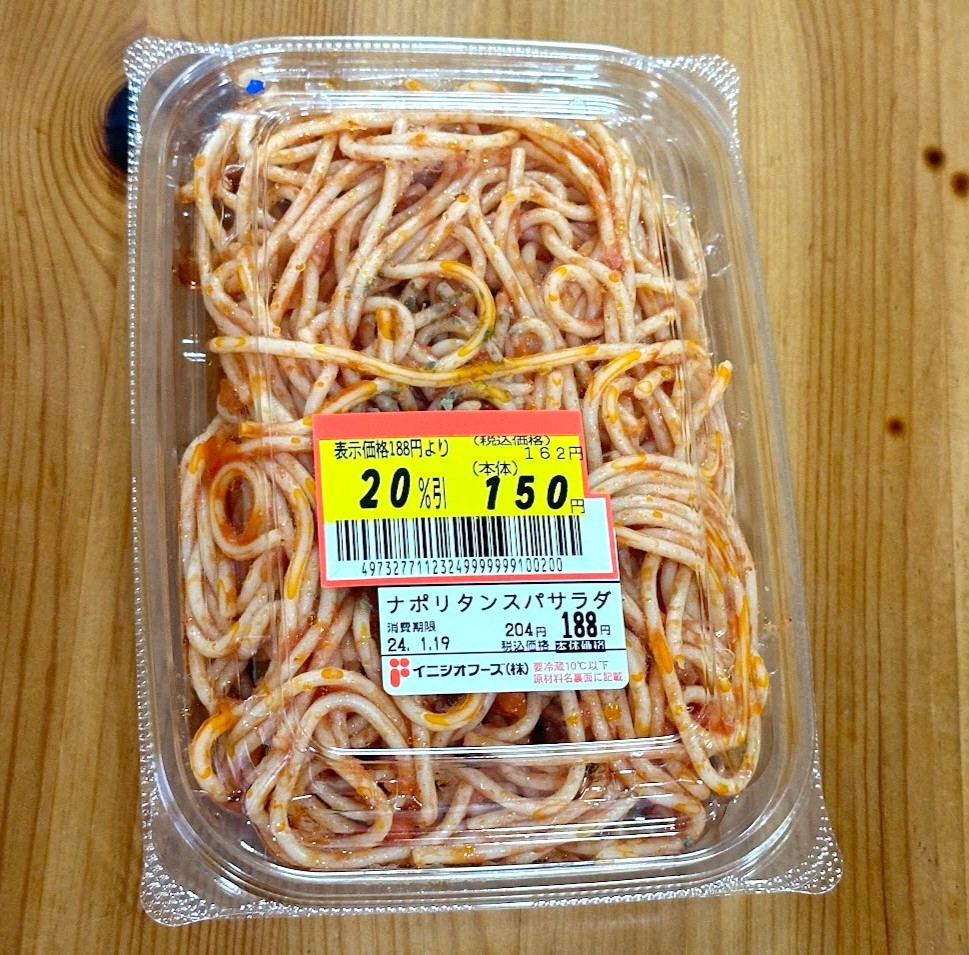 表示価格188円より
(税込価格)
162円
20%引
(本体)
150円
4973277112324999999100200
ナポリタンスパサラダ
消費期限
24. 1.19
204円 188円
税込価格 本体価格
イニシオフーズ(株)
要冷蔵10℃以下
原材料名裏面に記載